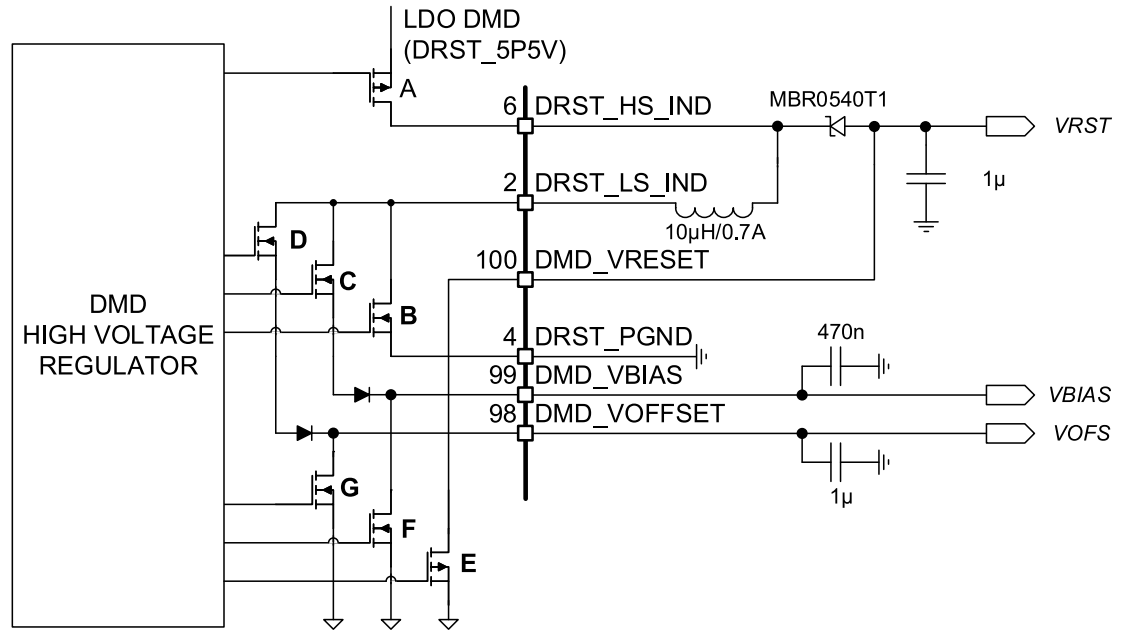 LDO DMD
(DRST_5P5V)
A
6 DRST_HS_IND
MBR0540T1
VRST
1µ
2 DRST_LS_IND
10µH/0.7A
D
C
B
100 DMD_VRESET
DMD
HIGH VOLTAGE
REGULATOR
4 DRST_PGND
470n
99 DMD_VBIAS
VBIAS
98 DMD_VOFFSET
VOFS
1µ
G
F
E